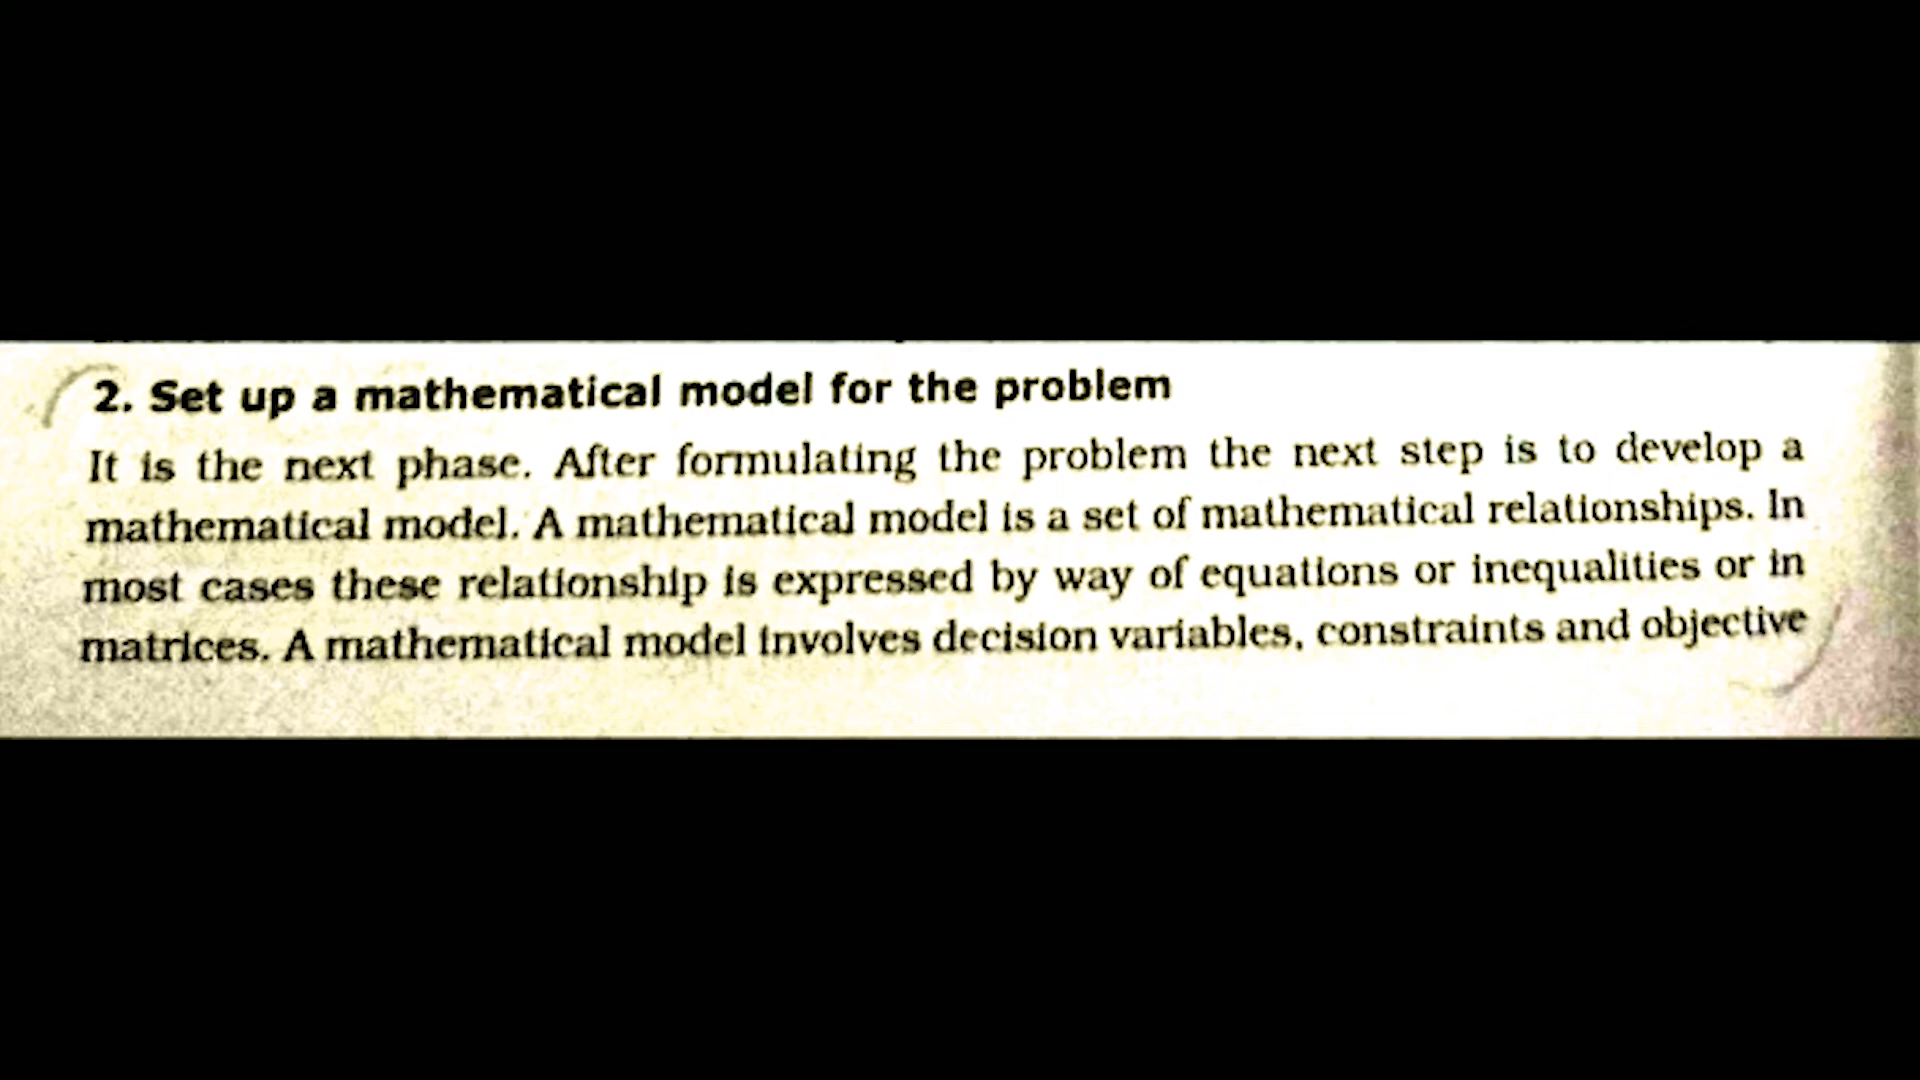 2. Set up a mathematical model for the problem
It is the next phase. After formulating the problem the next step is to develop a
mathematical model. A mathematical model is a set of mathematical relationships. In
most cases these relationship is expressed by way of equations or inequalities or in
matrices. A mathematical model involves decision variables, constraints and objective